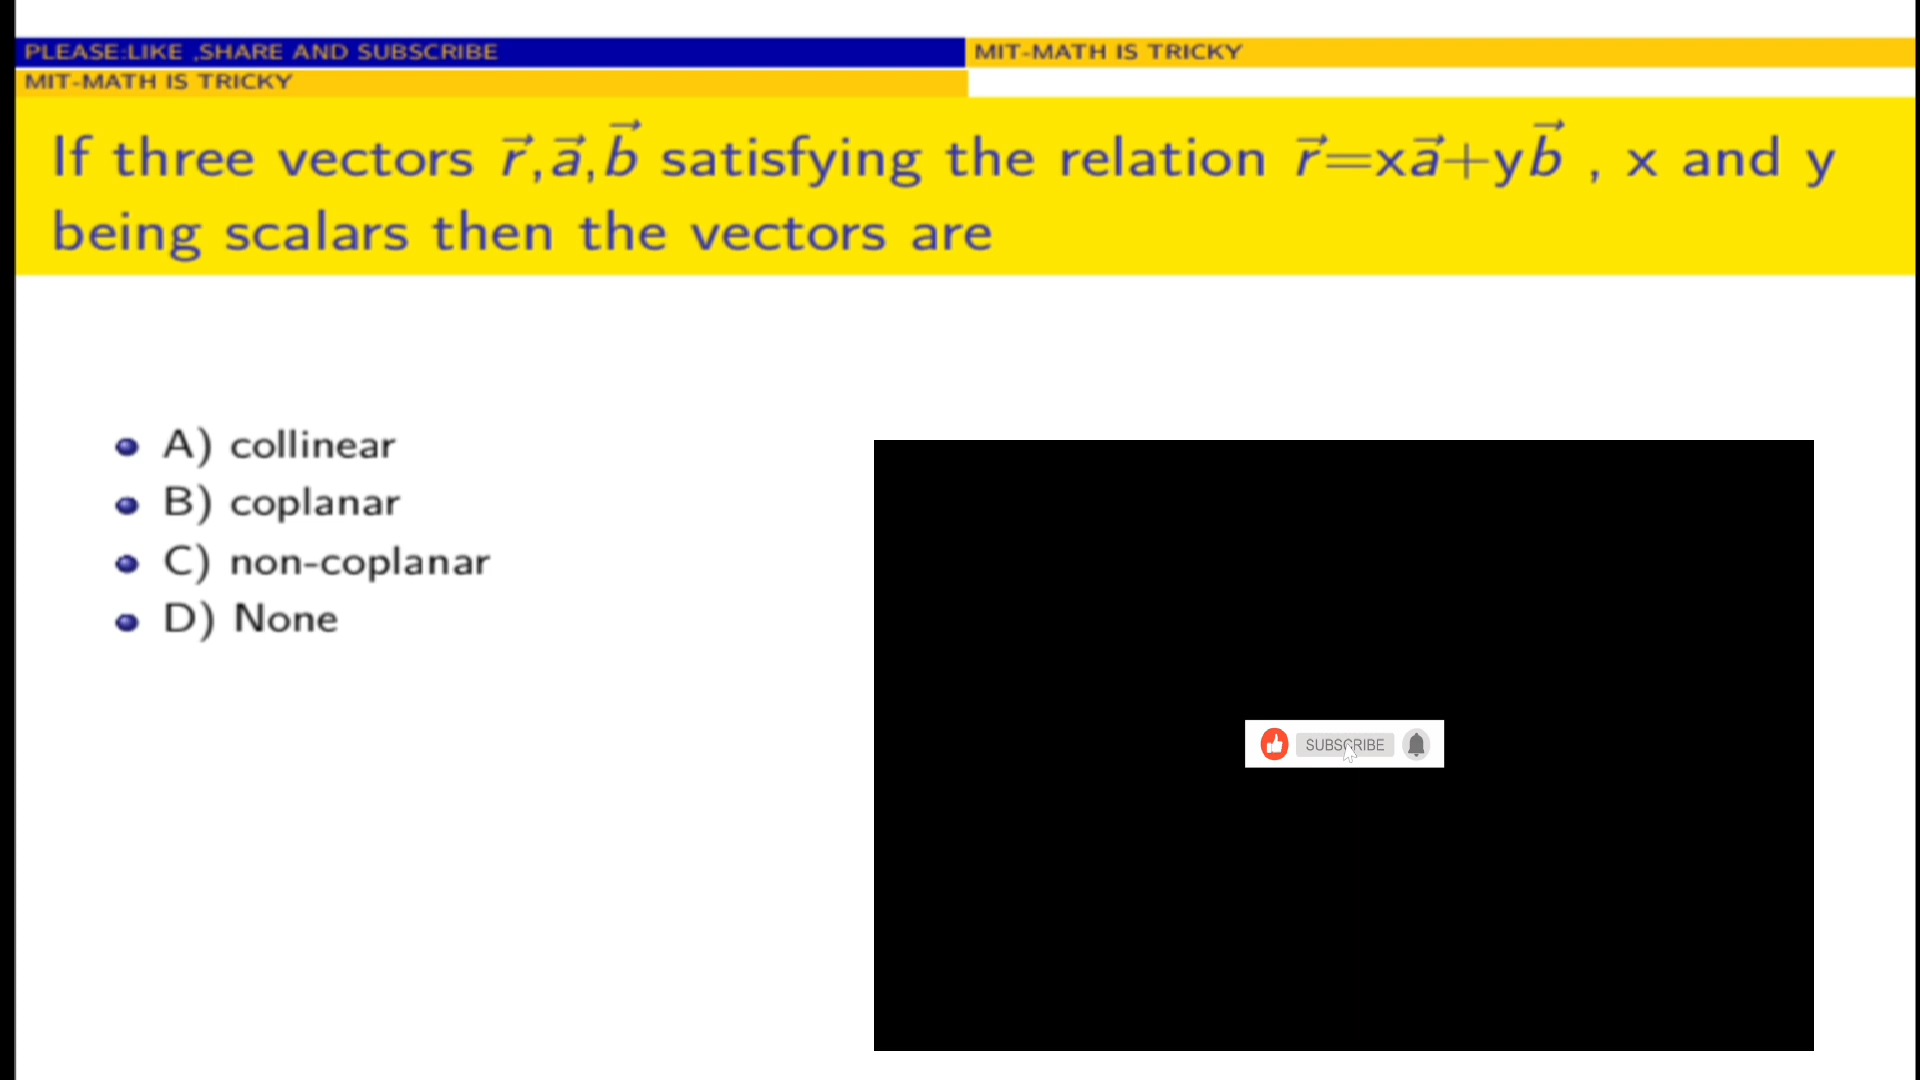 PLEASE:LIKE ,SHARE AND SUBSCRIBE
MIT-MATH IS TRICKY
MIT-MATH IS TRICKY
If three vectors r⃗,a⃗,b⃗ satisfying the relation r⃗=xa⃗+yb⃗ , x and y
being scalars then the vectors are
A) collinear
B) coplanar
C) non-coplanar
D) None
SUBSCRIBE